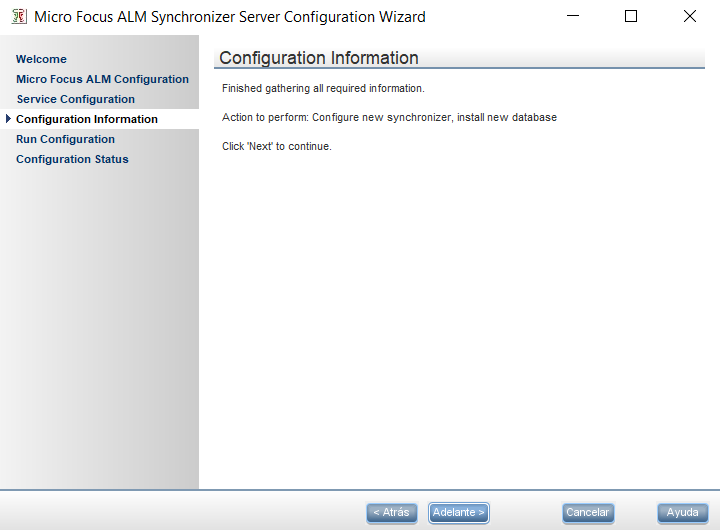 Micro Focus ALM Synchronizer Server Configuration Wizard
Welcome
Micro Focus ALM Configuration
Service Configuration
Configuration Information
Run Configuration
Configuration Status
Configuration Information
Finished gathering all required information.
Action to perform: Configure new synchronizer, install new database
Click 'Next' to continue.
< Atrás
Adelante >
Cancelar
Ayuda